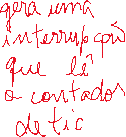 gera uma
interrupção
que lê
o contador
de tic